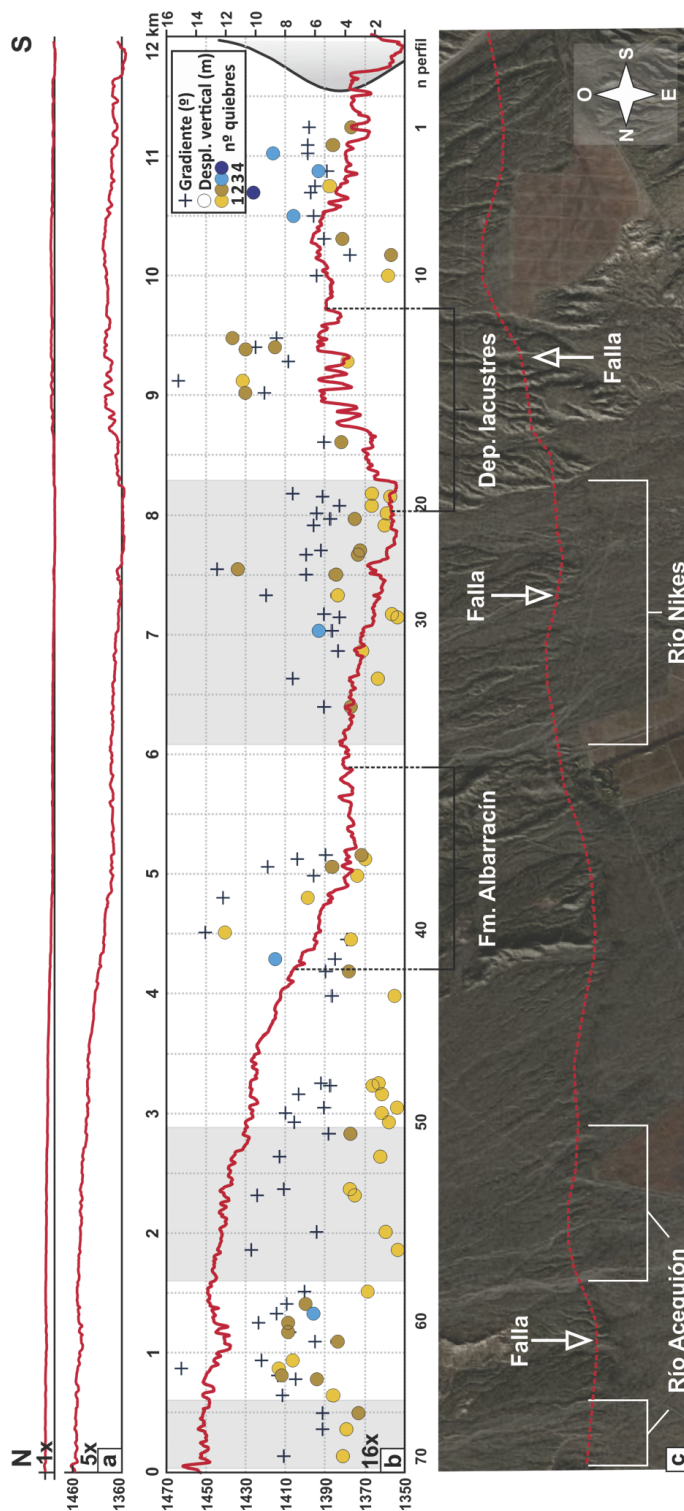 N
S
1x
1460
5x
1360
a
1470
1450
1430
1410
1390
1370
1350
16x
b
0
1
2
3
4
5
6
7
8
9
10
11
12 km
16
14
12
10
8
6
4
2
Gradiente (º)
Despl. vertical (m)
nº quiebres
1234
70
60
50
40
30
20
10
1
n perfil
Fm. Albarracín
Dep. lacustres
Falla
Falla
Falla
Río Acequión
Río Nikes
O
N
S
E
c